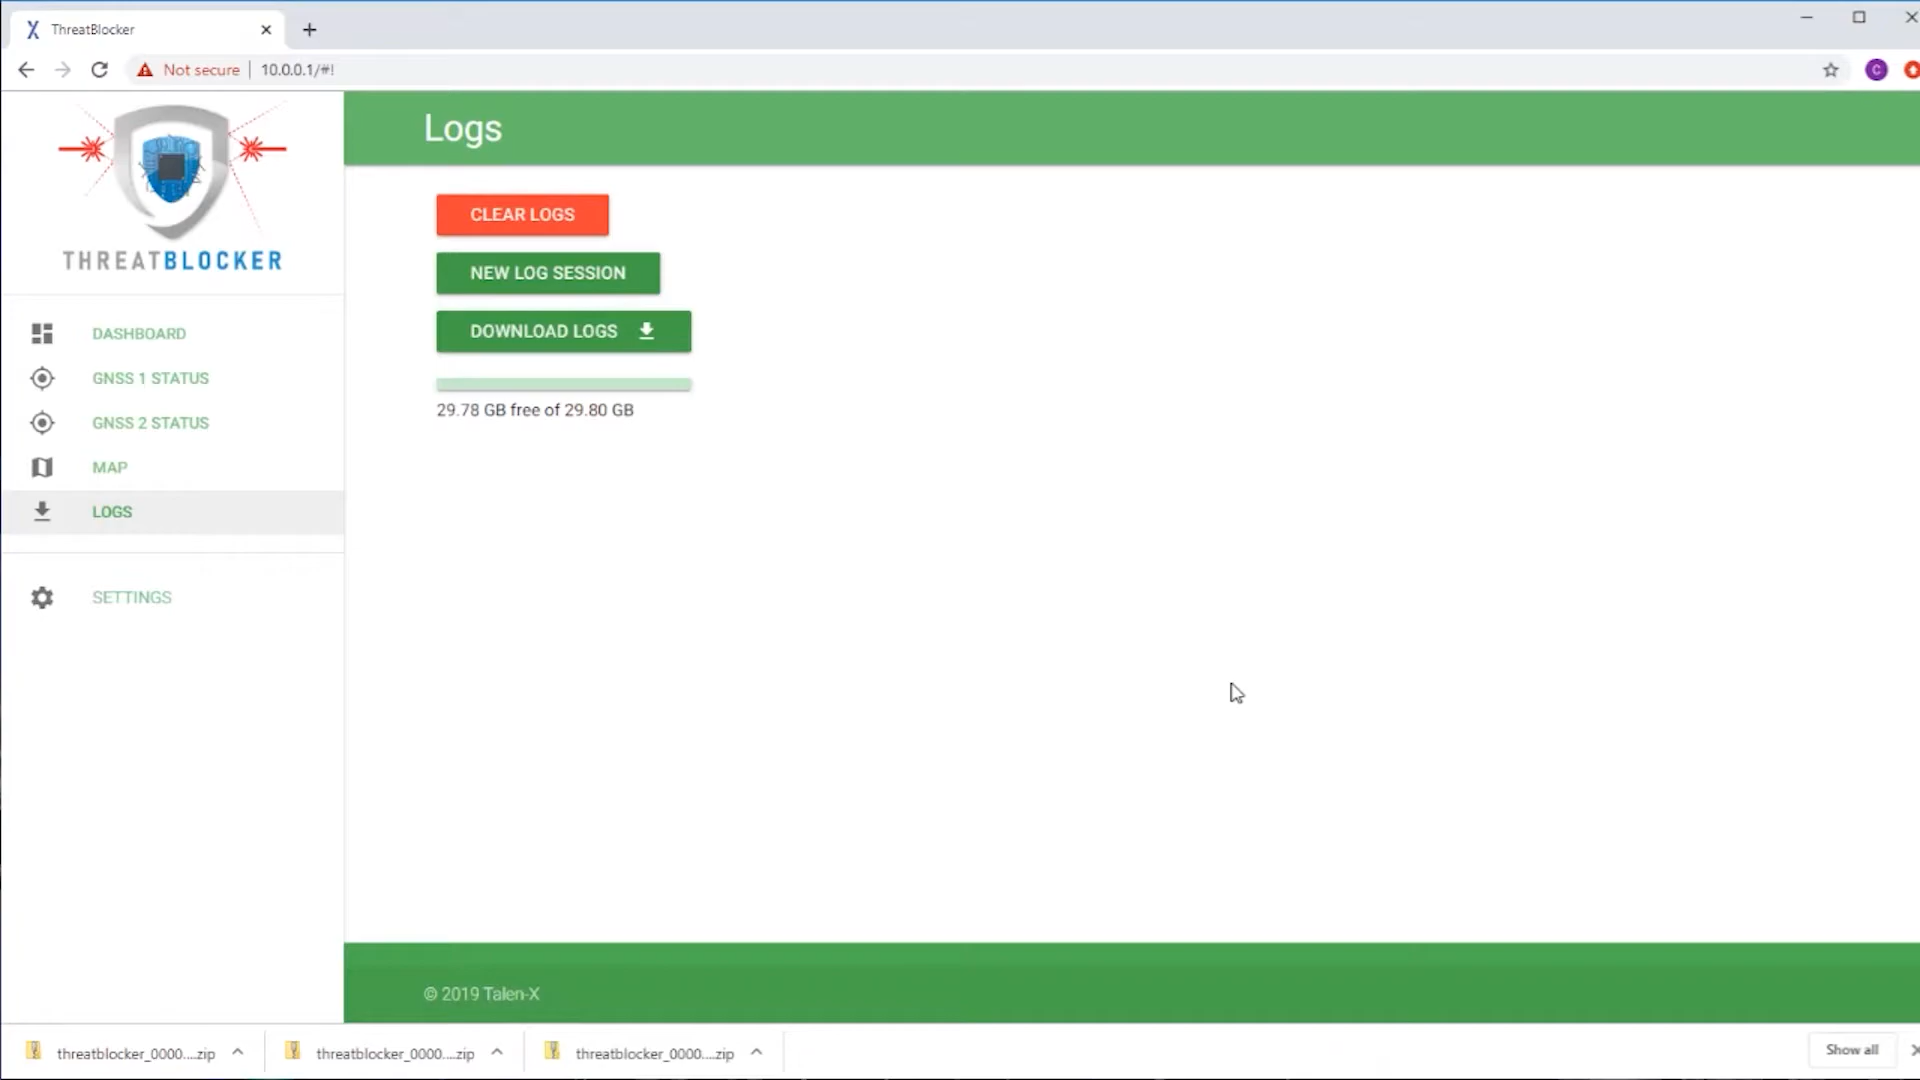 ThreatBlocker
Not secure 10.0.0.1/#!
C
THREATBLOCKER
DASHBOARD
GNSS 1 STATUS
GNSS 2 STATUS
MAP
LOGS
SETTINGS
Logs
CLEAR LOGS
NEW LOG SESSION
DOWNLOAD LOGS
29.78 GB free of 29.80 GB
© 2019 Talen-X
threatblocker_0000....zip
threatblocker_0000....zip
threatblocker_0000....zip
Show all